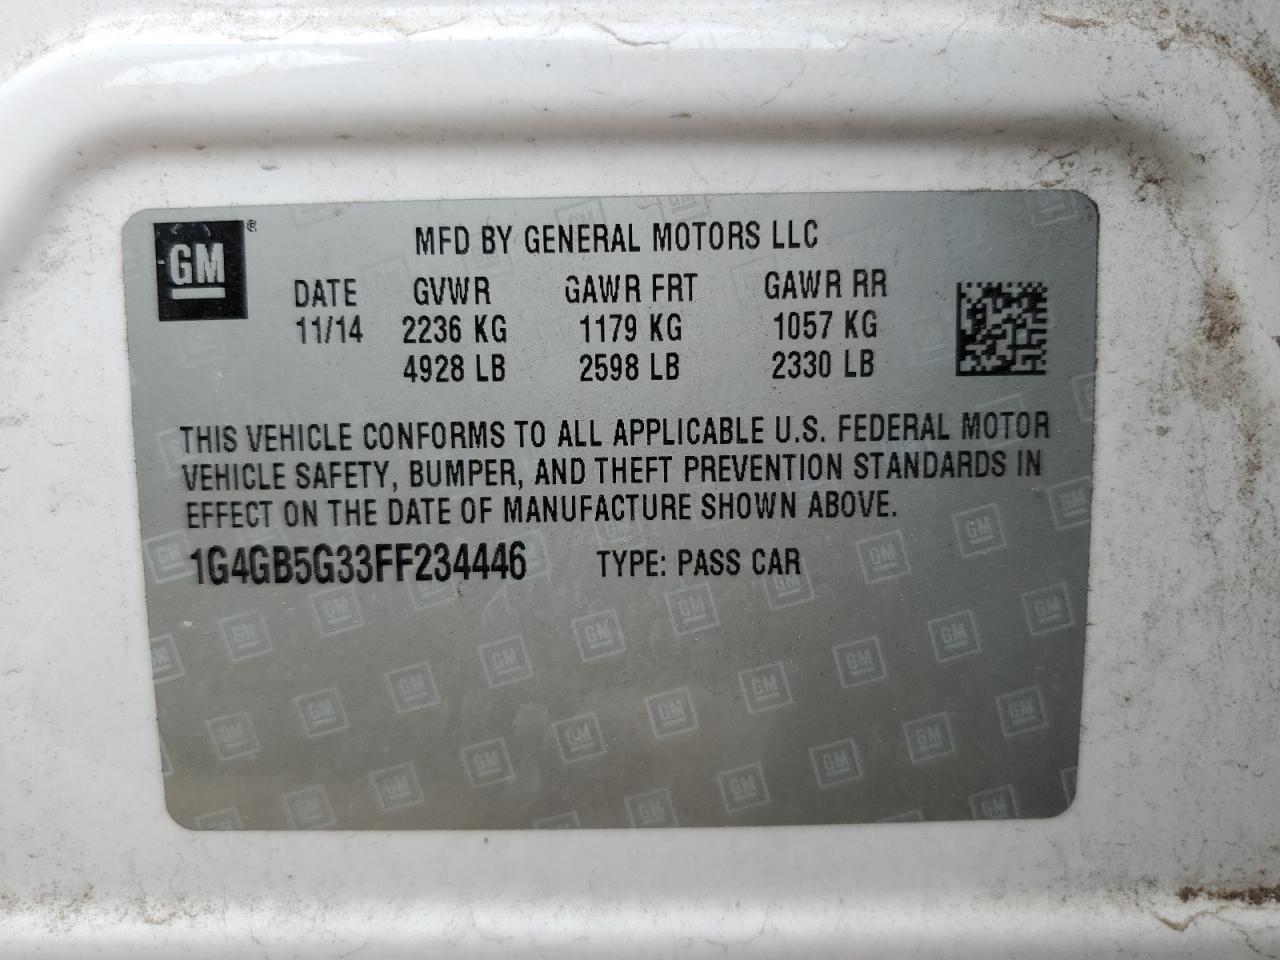 GM ®
MFD BY GENERAL MOTORS LLC
DATE GVWR GAWR FRT GAWR RR
11/14 2236 KG 1179 KG 1057 KG
4928 LB 2598 LB 2330 LB
THIS VEHICLE CONFORMS TO ALL APPLICABLE U.S. FEDERAL MOTOR
VEHICLE SAFETY, BUMPER, AND THEFT PREVENTION STANDARDS IN
EFFECT ON THE DATE OF MANUFACTURE SHOWN ABOVE.
1G4GB5G33FF234446 TYPE: PASS CAR